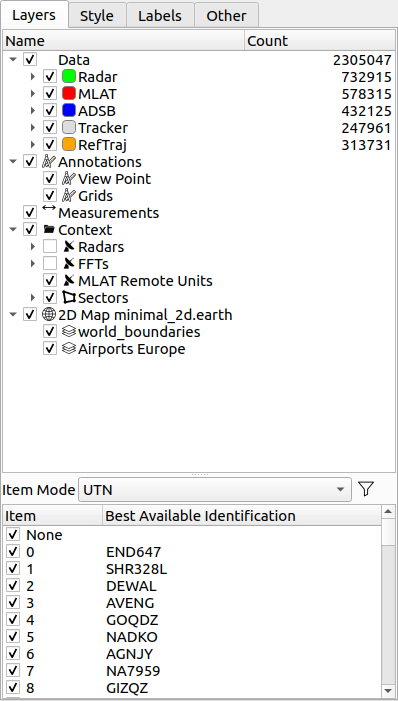 Layers Style Labels Other
Name Count
Data 2305047
Radar 732915
MLAT 578315
ADSB 432125
Tracker 247961
RefTraj 313731
Annotations
View Point
Grids
Measurements
Context
Radars
FFTs
MLAT Remote Units
Sectors
2D Map minimal_2d.earth
world_boundaries
Airports Europe
Item Mode UTN
Item Best Available Identification
None
0 END647
1 SHR328L
2 DEWAL
3 AVENG
4 GOQDZ
5 NADKO
6 AGNJY
7 NA7959
8 GIZQZ